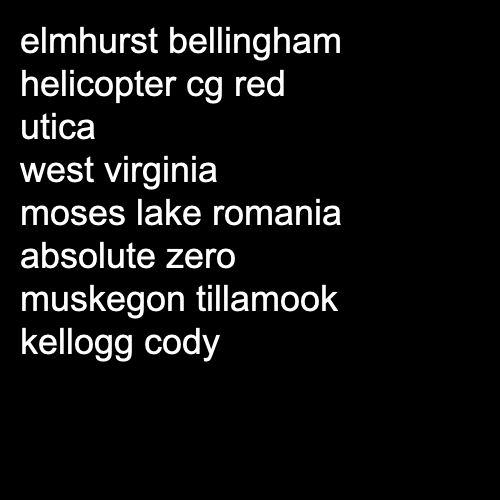 elmhurst bellingham
helicopter cg red
utica
west virginia
moses lake romania
absolute zero
muskegon tillamook
kellogg cody